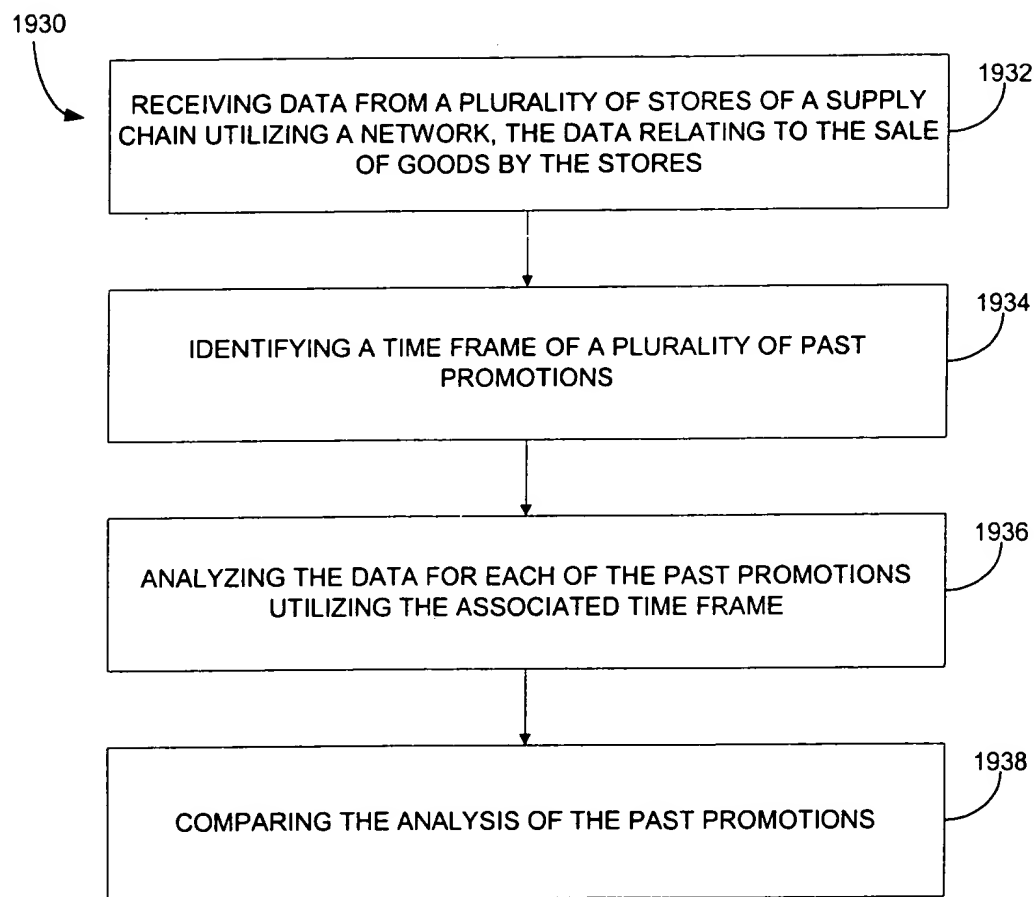 1930
1932
RECEIVING DATA FROM A PLURALITY OF STORES OF A SUPPLY
CHAIN UTILIZING A NETWORK, THE DATA RELATING TO THE SALE
OF GOODS BY THE STORES
1934
IDENTIFYING A TIME FRAME OF A PLURALITY OF PAST
PROMOTIONS
1936
ANALYZING THE DATA FOR EACH OF THE PAST PROMOTIONS
UTILIZING THE ASSOCIATED TIME FRAME
1938
COMPARING THE ANALYSIS OF THE PAST PROMOTIONS